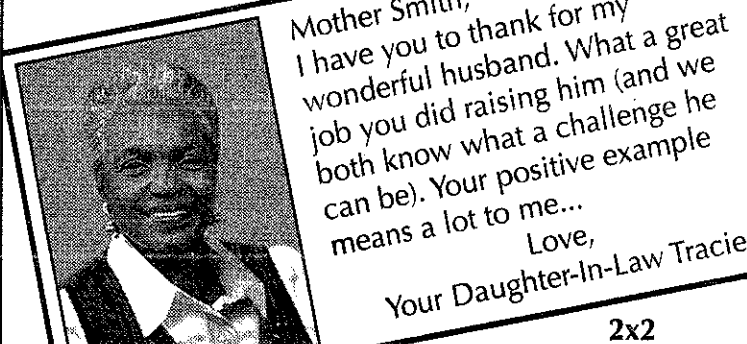 Mother Smith,
I have you to thank for my
wonderful husband. What a great
job you did raising him (and we
both know what a challenge he
can be). Your positive example
means a lot to me...
Love,
Your Daughter-In-Law Tracie
2x2